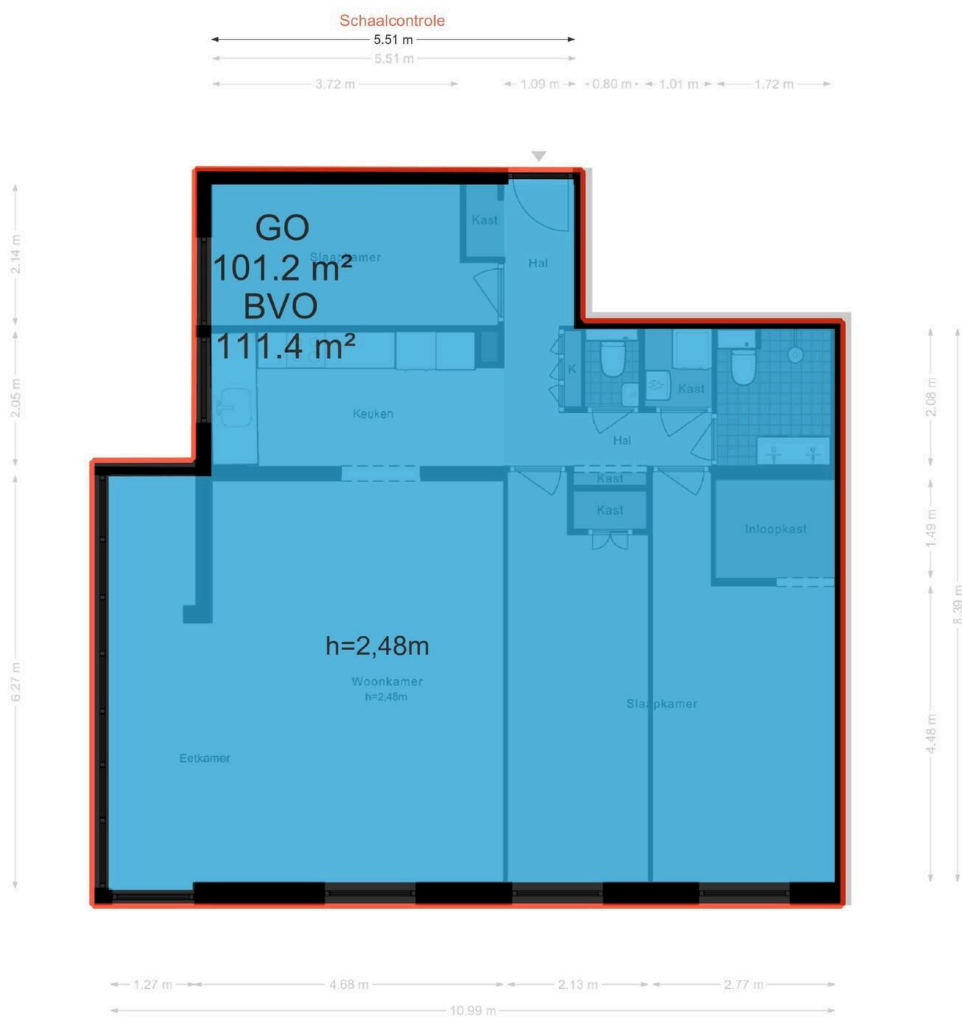 Schaalcontrole
5.51 m
5.51 m
3.72 m
1.09 m
0.80 m
1.01 m
1.72 m
2.14 m
2.05 m
6.27 m
GO
101.2 m²
BVO
111.4 m²
Slaapkamer
Kast
Hal
K
Kast
Keuken
Hal
Kast
Kast
Inloopkast
h=2,48m
Woonkamer
h=2,48m
Slaapkamer
Eetkamer
2.08 m
1.49 m
4.48 m
8.39 m
1.27 m
4.68 m
2.13 m
2.77 m
10.99 m